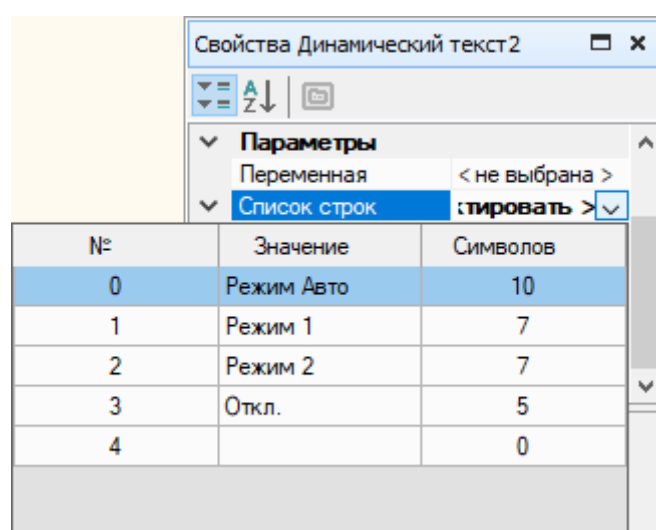 Свойства Динамический текст2
Параметры
Переменная < не выбрана >
Список строк ктировать >
№ Значение Символов
0 Режим Авто 10
1 Режим 1 7
2 Режим 2 7
3 Откл. 5
4 0